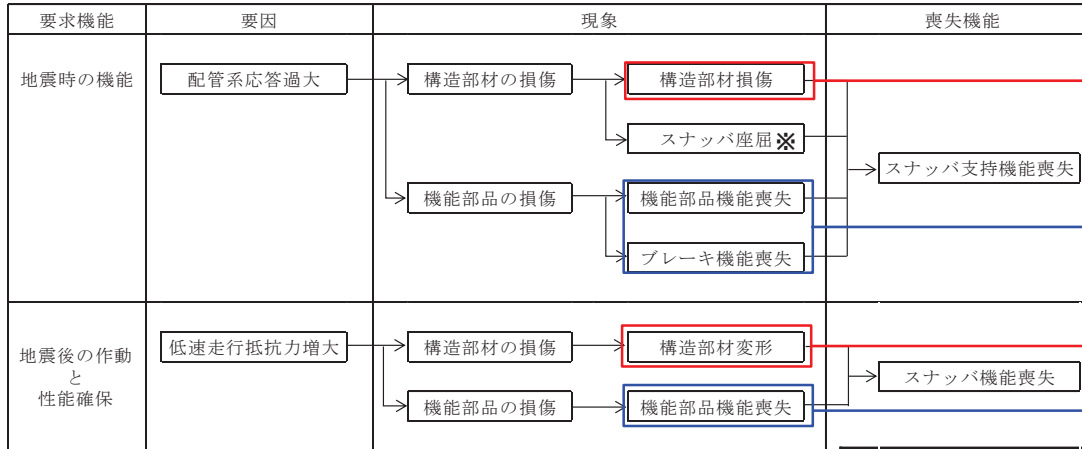 要求機能
要因
現象
喪失機能
地震時の機能
配管系応答過大
構造部材の損傷
構造部材損傷
スナッバ座屈※
スナッバ支持機能喪失
機能部品の損傷
機能部品機能喪失
ブレーキ機能喪失
地震後の作動
と
性能確保
低速走行抵抗力増大
構造部材の損傷
構造部材変形
スナッバ機能喪失
機能部品の損傷
機能部品機能喪失